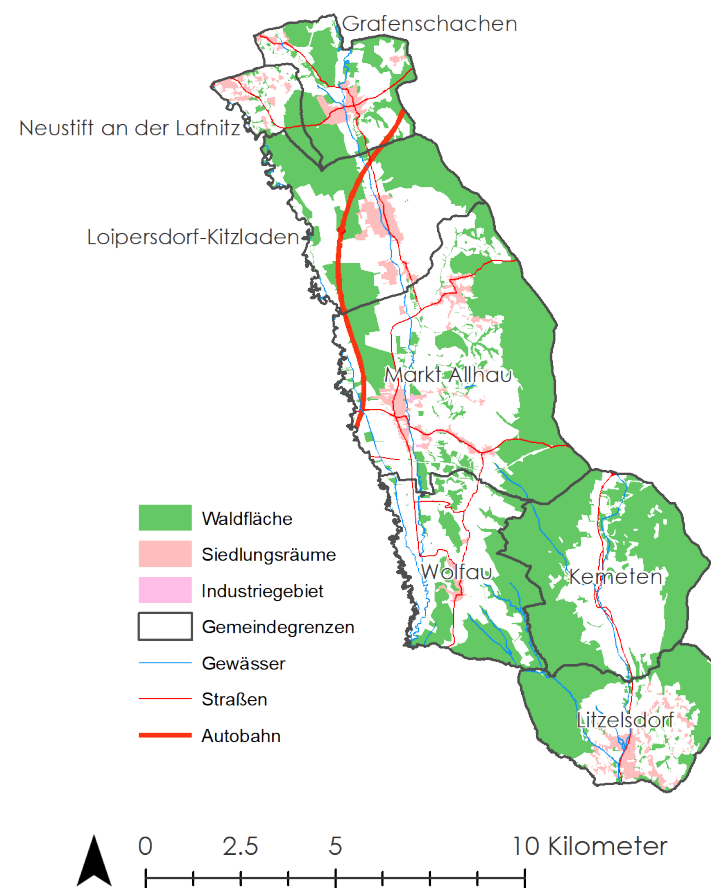 Grafenschachen
Neustift an der Lafnitz
Loipersdorf-Kitzladen
Markt Allhau
Wolfau
Kemeten
Litzelsdorf
Waldfläche
Siedlungsräume
Industriegebiet
Gemeindegrenzen
Gewässer
Straßen
Autobahn
0 2.5 5 10 Kilometer